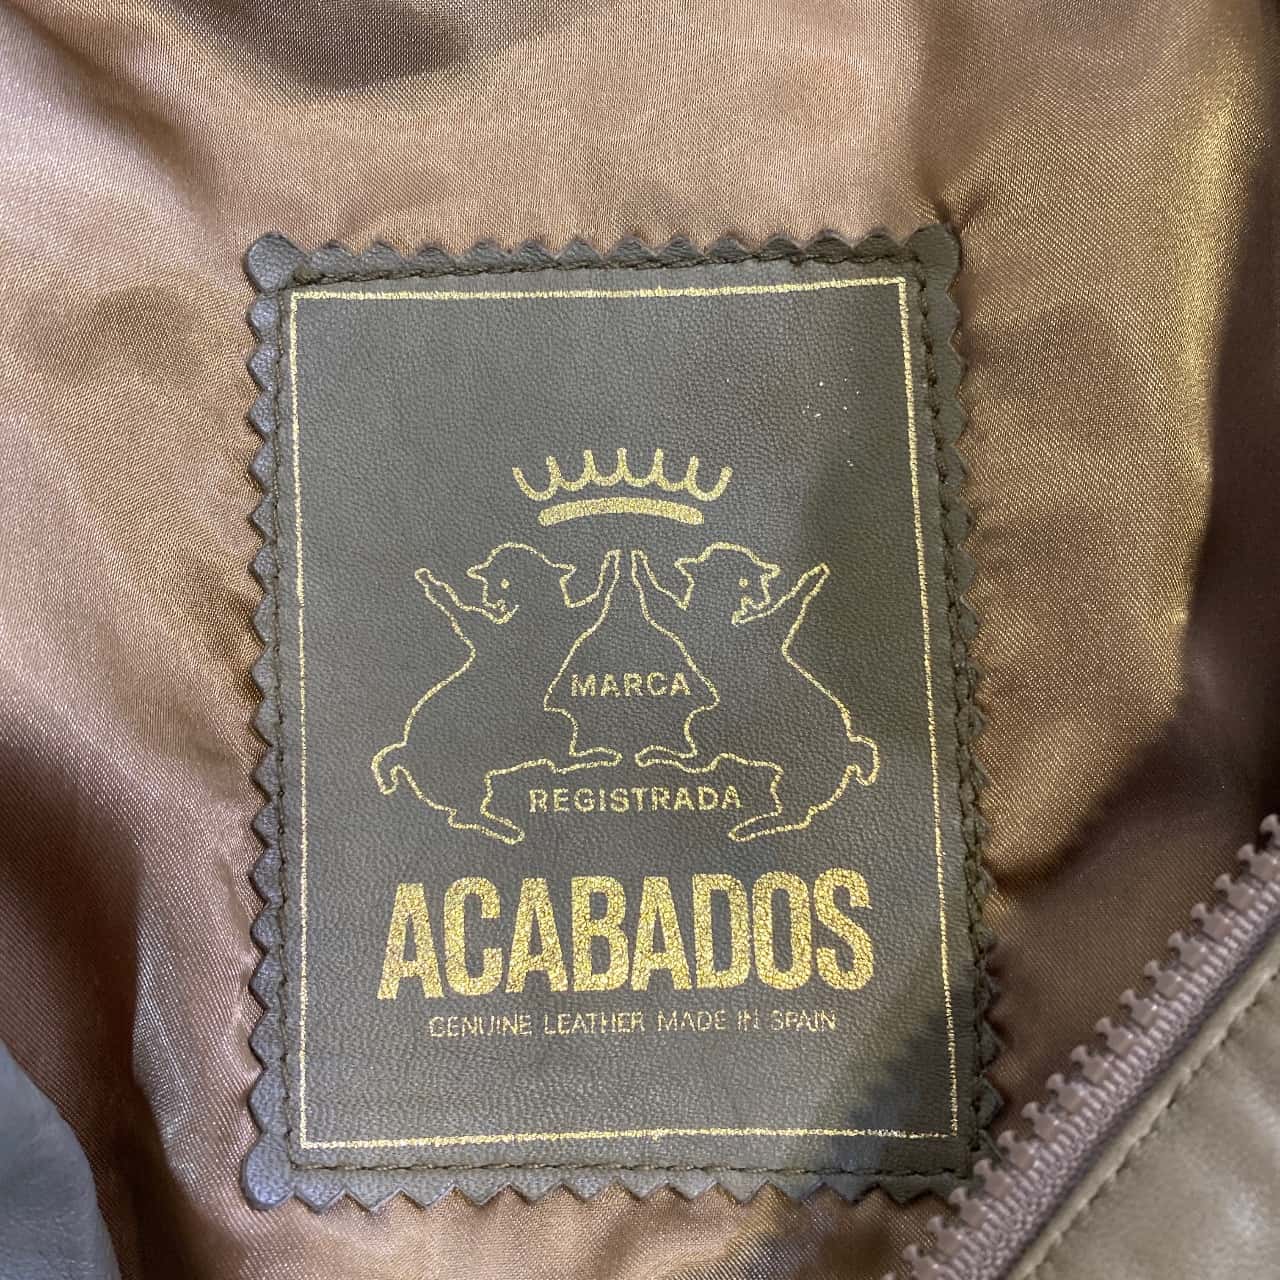 MARCA
REGISTRADA
ACABADOS
GENUINE LEATHER MADE IN SPAIN